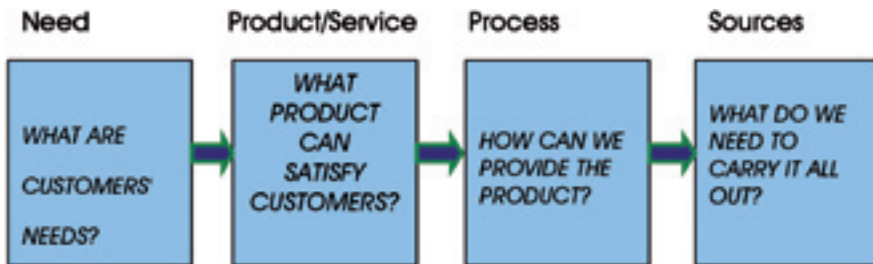 Need
WHAT ARE
CUSTOMERS'
NEEDS?
Product/Service
WHAT
PRODUCT
CAN
SATISFY
CUSTOMERS?
Process
HOW CAN WE
PROVIDE THE
PRODUCT?
Sources
WHAT DO WE
NEED TO
CARRY IT ALL
OUT?